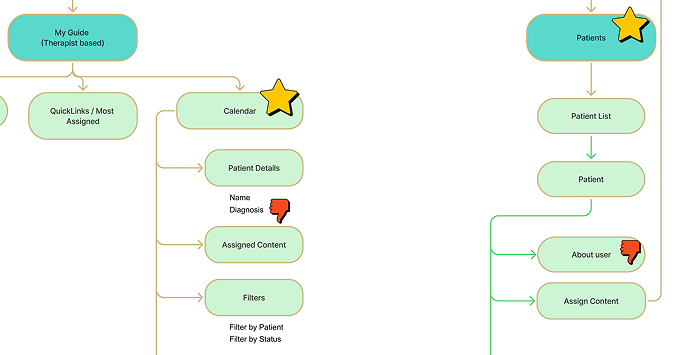 My Guide
(Therapist based)
QuickLinks / Most
Assigned
Calendar
Patient Details
Name
Diagnosis
Assigned Content
Filters
Filter by Patient
Filter by Status
Patients
Patient List
Patient
About user
Assign Content